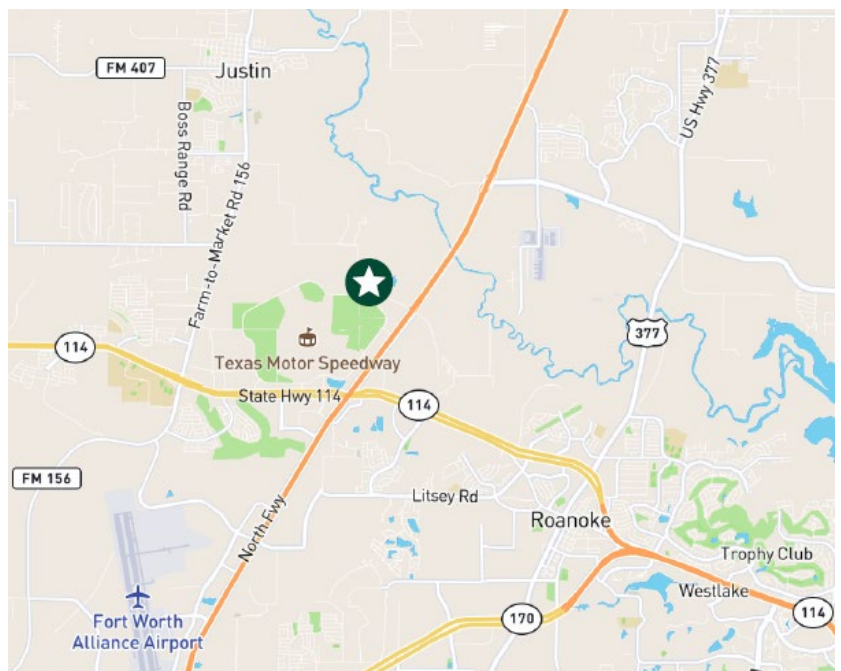 FM 407
Justin
US Hwy 377
Boss Range Rd
Farm-to-Market Rd 156
377
114
Texas Motor Speedway
State Hwy 114
114
FM 156
Litsey Rd
North Fwy
Roanoke
Trophy Club
Westlake
Fort Worth
Alliance Airport
170
114